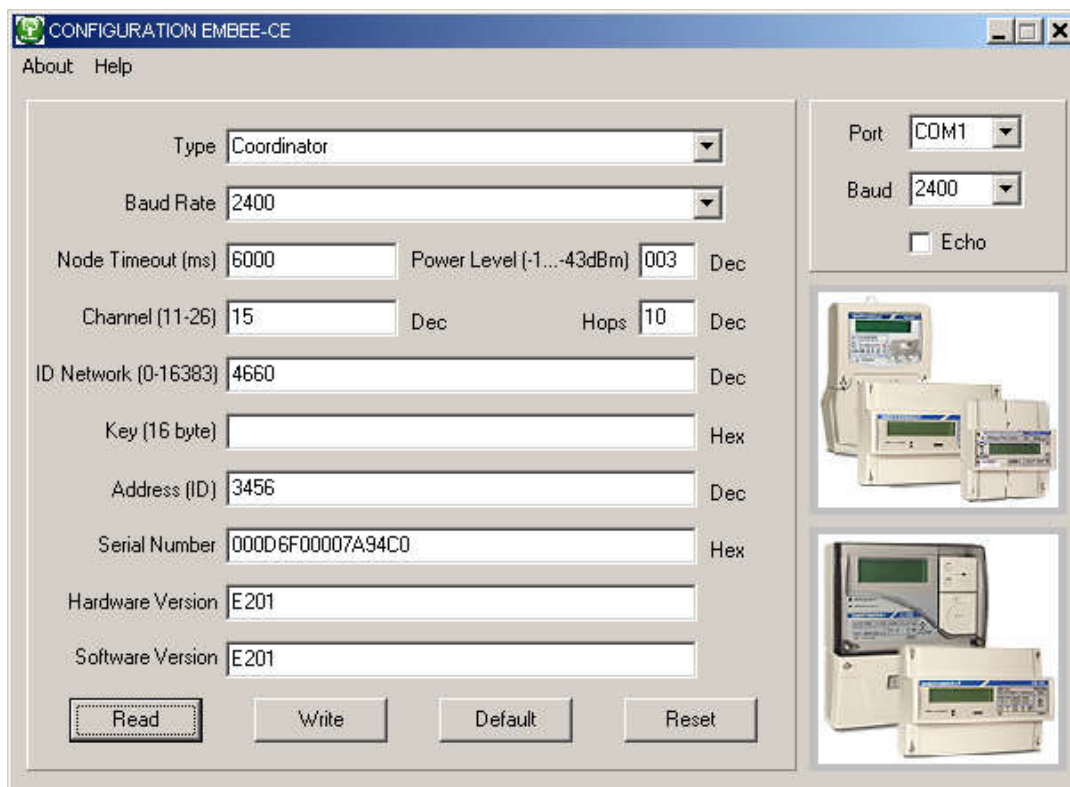 CONFIGURATION EMBEE-CE
About Help
Type Coordinator
Baud Rate 2400
Node Timeout (ms) 6000 Power Level (-1...-43dBm) 003 Dec
Channel (11-26) 15 Dec Hops 10 Dec
ID Network (0-16383) 4660 Dec
Key (16 byte) Hex
Address (ID) 3456 Dec
Serial Number 000D6F00007A94C0 Hex
Hardware Version E201
Software Version E201
Read Write Default Reset
Port COM1
Baud 2400
Echo